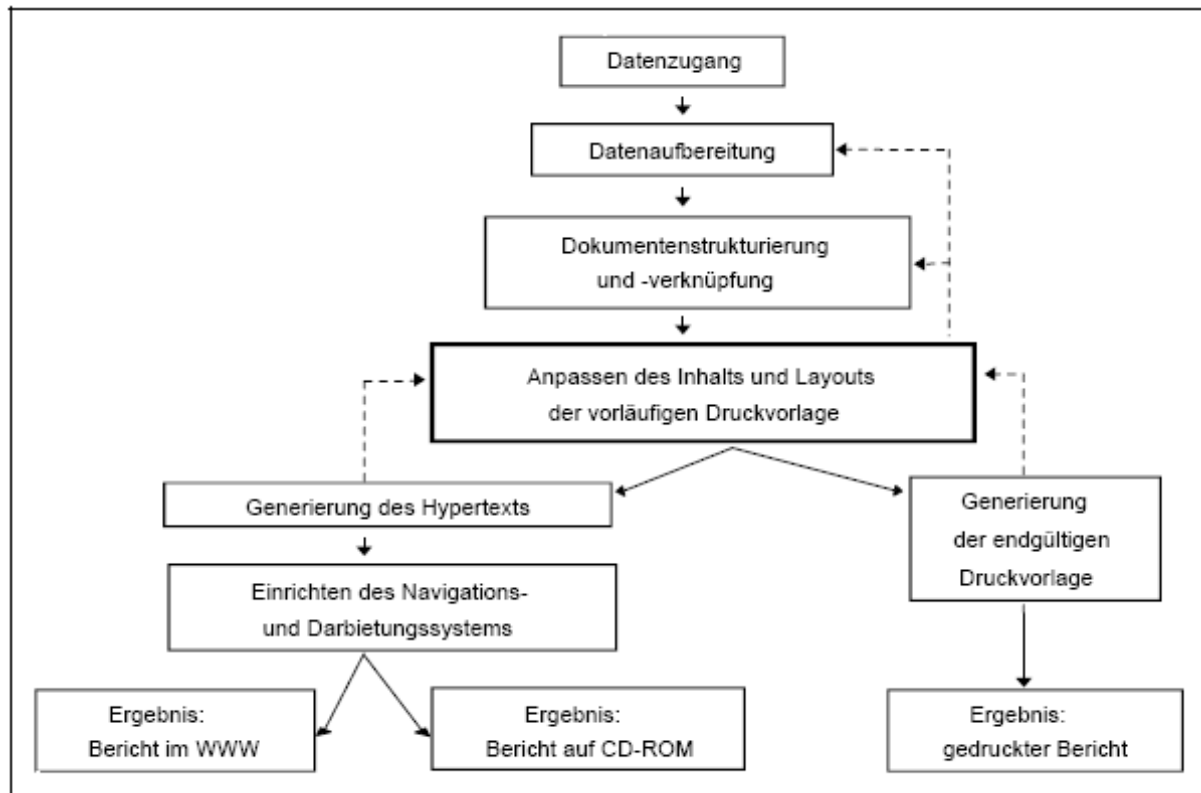 Datenzugang
Datenaufbereitung
Dokumentenstrukturierung
und -verknüpfung
Anpassen des Inhalts und Layouts
der vorläufigen Druckvorlage
Generierung des Hypertexts
Generierung
der endgültigen
Druckvorlage
Einrichten des Navigations-
und Darbietungssystems
Ergebnis:
Bericht im WWW
Ergebnis:
Bericht auf CD-ROM
Ergebnis:
gedruckter Bericht